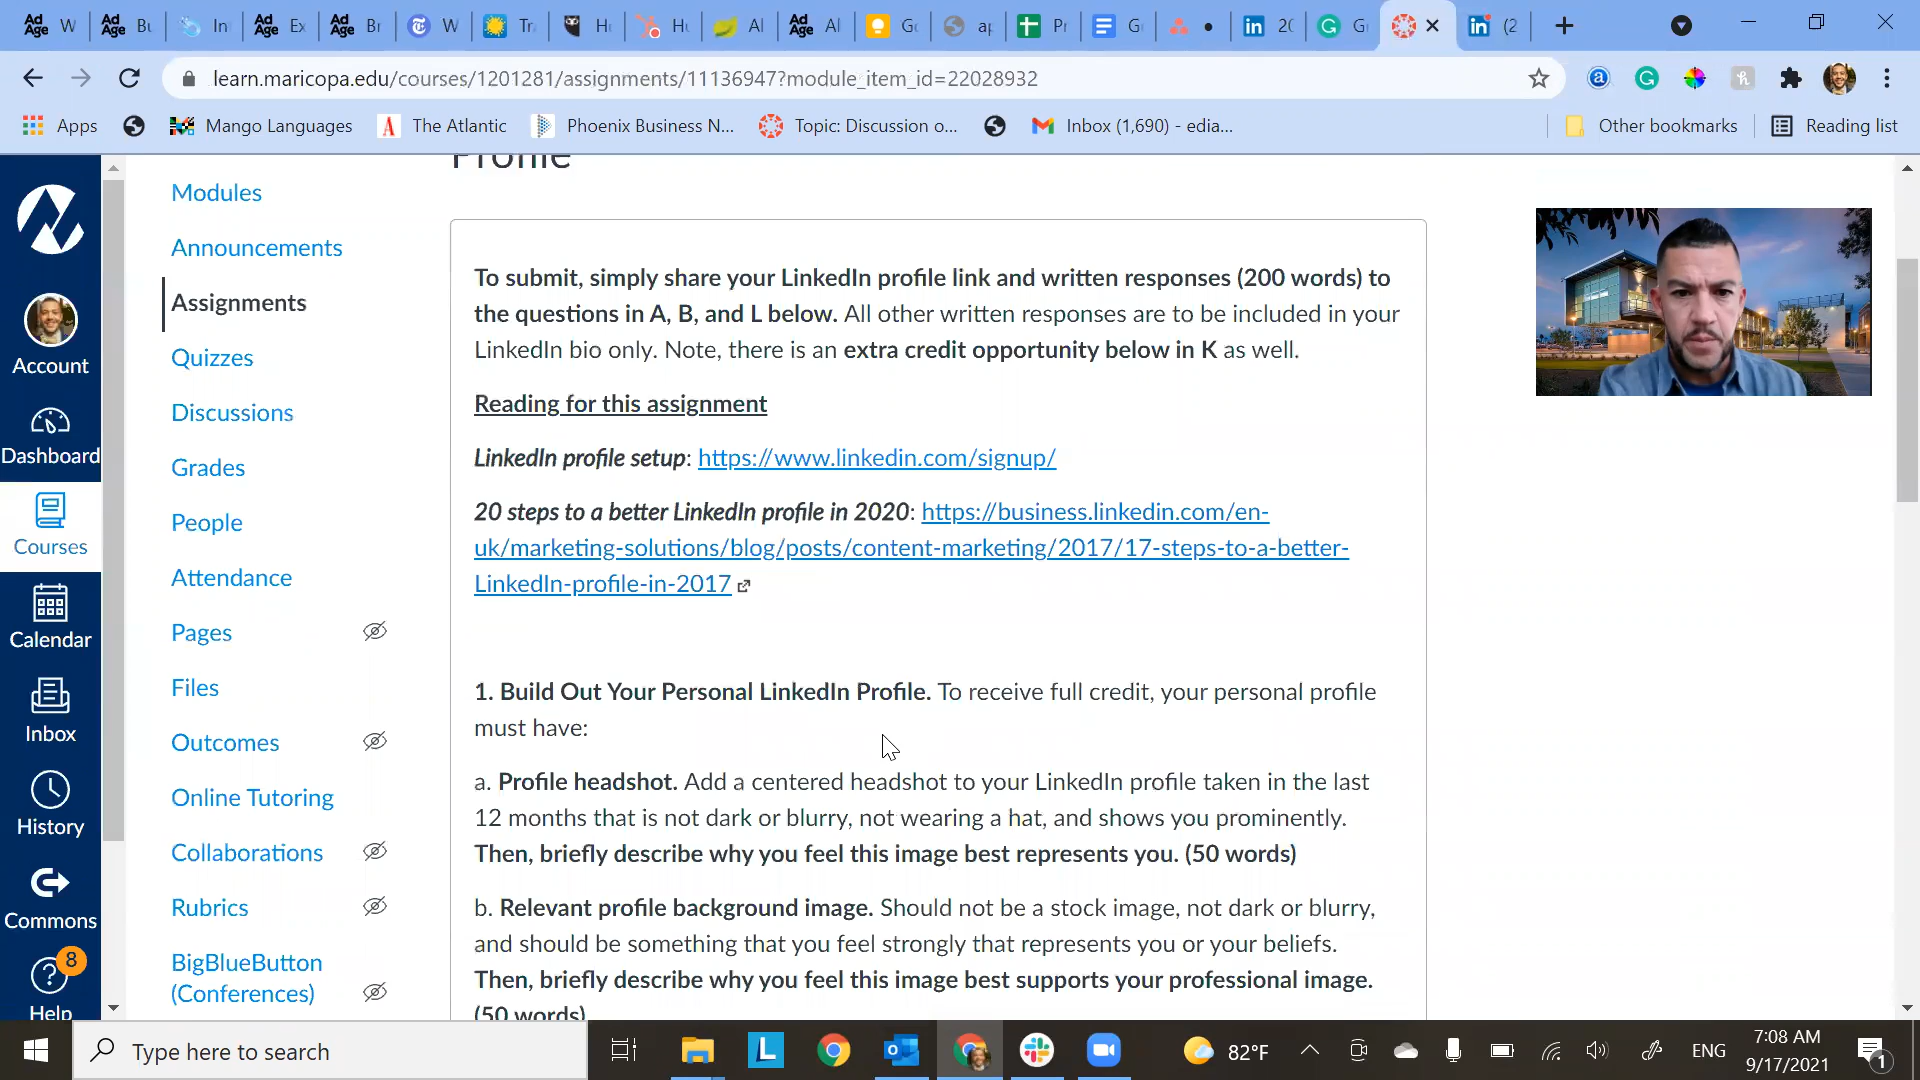 W
Bu
In
Ex
Br
W
Tr
Hu
Al
Al
Ge
ap
Pr
G
20
G
(2
learn.maricopa.edu/courses/1201281/assignments/11136947?module_item_id=22028932
Apps
Mango Languages
The Atlantic
Phoenix Business N...
Topic: Discussion o...
Inbox (1,690) - edia...
Other bookmarks
Reading list
Account
Dashboard
Courses
Calendar
Inbox
History
Commons
8
Help
Modules
Announcements
Assignments
Quizzes
Discussions
Grades
People
Attendance
Pages
Files
Outcomes
Online Tutoring
Collaborations
Rubrics
BigBlueButton
(Conferences)
Profile
To submit, simply share your LinkedIn profile link and written responses (200 words) to
the questions in A, B, and L below. All other written responses are to be included in your
LinkedIn bio only. Note, there is an extra credit opportunity below in K as well.
Reading for this assignment
LinkedIn profile setup: https://www.linkedin.com/signup/
20 steps to a better LinkedIn profile in 2020: https://business.linkedin.com/en-
uk/marketing-solutions/blog/posts/content-marketing/2017/17-steps-to-a-better-
LinkedIn-profile-in-2017
1. Build Out Your Personal LinkedIn Profile. To receive full credit, your personal profile
must have:
a. Profile headshot. Add a centered headshot to your LinkedIn profile taken in the last
12 months that is not dark or blurry, not wearing a hat, and shows you prominently.
Then, briefly describe why you feel this image best represents you. (50 words)
b. Relevant profile background image. Should not be a stock image, not dark or blurry,
and should be something that you feel strongly that represents you or your beliefs.
Then, briefly describe why you feel this image best supports your professional image.
(50 words)
Type here to search
82°F
ENG
7:08 AM
9/17/2021
1